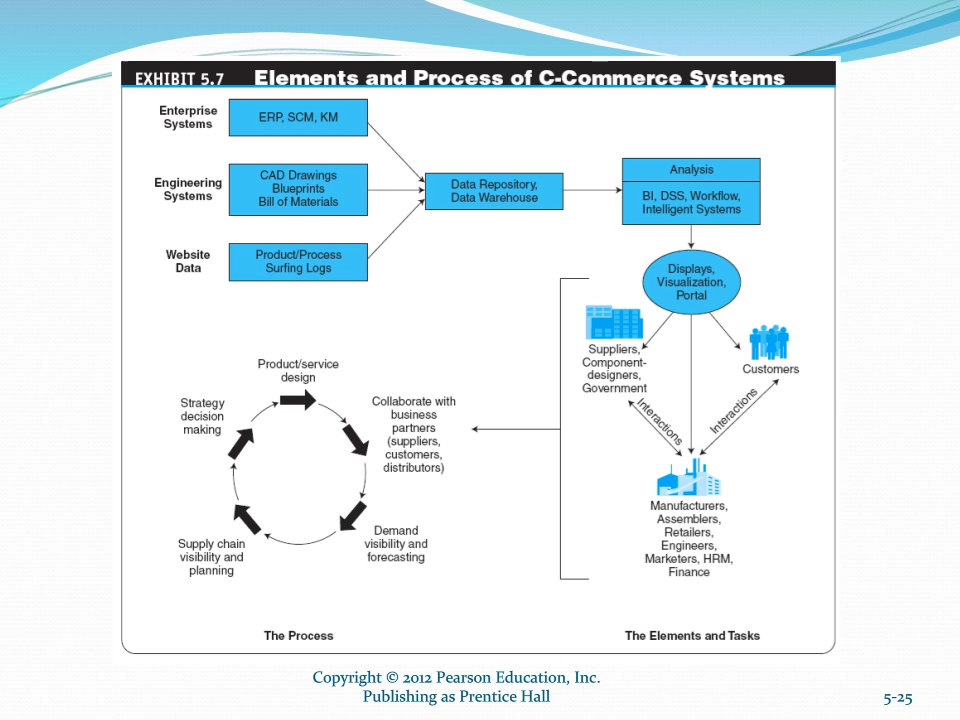 EXHIBIT 5.7 Elements and Process of C-Commerce Systems
Enterprise
Systems
ERP, SCM, KM
Engineering
Systems
CAD Drawings
Blueprints
Bill of Materials
Website
Data
Product/Process
Surfing Logs
Data Repository,
Data Warehouse
Analysis
BI, DSS, Workflow,
Intelligent Systems
Displays,
Visualization,
Portal
Suppliers,
Component-
designers,
Government
Customers
Interactions
Interactions
Manufacturers,
Assemblers,
Retailers,
Engineers,
Marketers, HRM,
Finance
Product/service
design
Collaborate with
business
partners
(suppliers,
customers,
distributors)
Demand
visibility and
forecasting
Supply chain
visibility and
planning
Strategy
decision
making
The Process
The Elements and Tasks
Copyright © 2012 Pearson Education, Inc.
Publishing as Prentice Hall
5-25